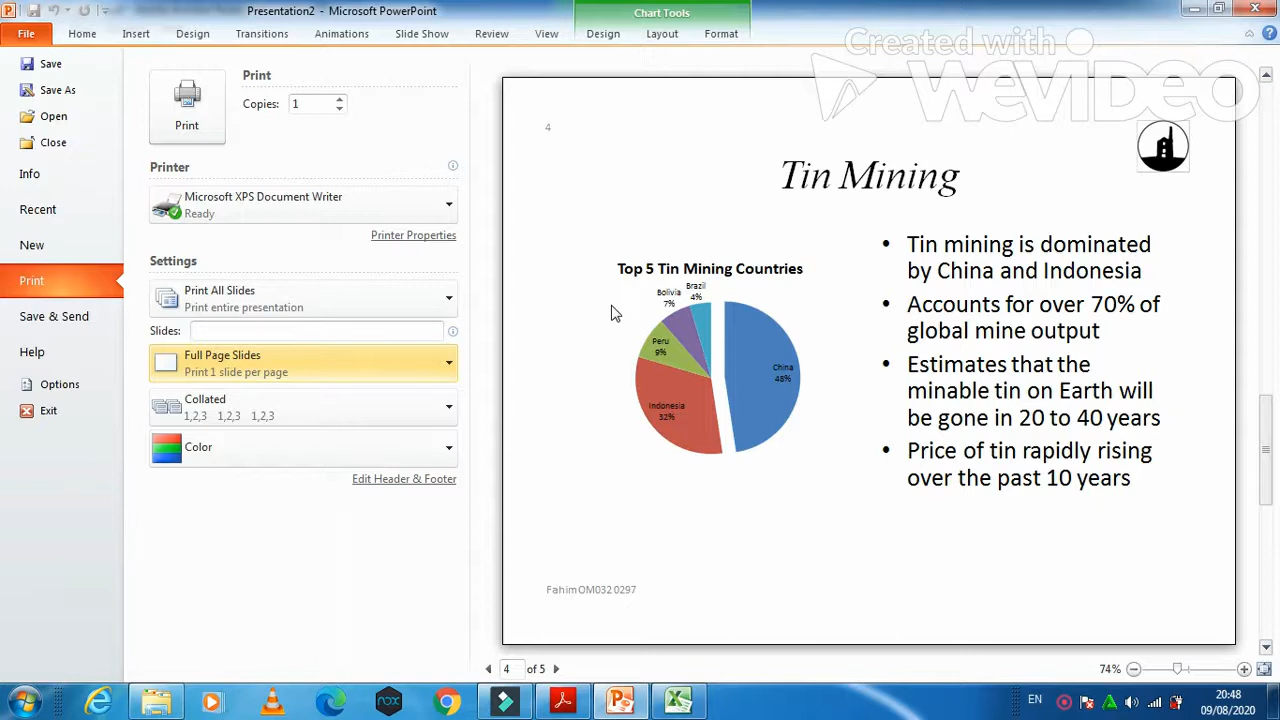 Presentation2 - Microsoft PowerPoint
Chart Tools
File
Home
Insert
Design
Transitions
Animations
Slide Show
Review
View
Design
Layout
Format
Created with
WEVIDEO
Save
Save As
Open
Close
Info
Recent
New
Print
Save & Send
Help
Options
Exit
Print
Print
Copies: 1
Printer
Microsoft XPS Document Writer
Ready
Printer Properties
Settings
Print All Slides
Print entire presentation
Slides:
Full Page Slides
Print 1 slide per page
Collated
1,2,3 1,2,3 1,2,3
Color
Edit Header & Footer
4
Tin Mining
Top 5 Tin Mining Countries
Brazil
4%
Bolivia
7%
Peru
9%
China
48%
Indonesia
32%
• Tin mining is dominated
by China and Indonesia
• Accounts for over 70% of
global mine output
• Estimates that the
minable tin on Earth will
be gone in 20 to 40 years
• Price of tin rapidly rising
over the past 10 years
Fahim OM032 0297
4 of 5
74%
nox
EN
20:48
09/08/2020